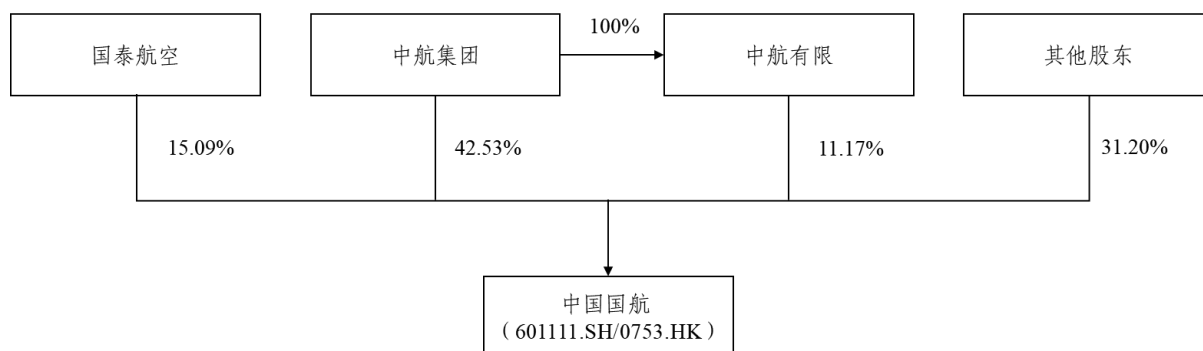 100%
国泰航空
中航集团
中航有限
其他股东
15.09%
42.53%
11.17%
31.20%
中国国航
（601111.SH/0753.HK）